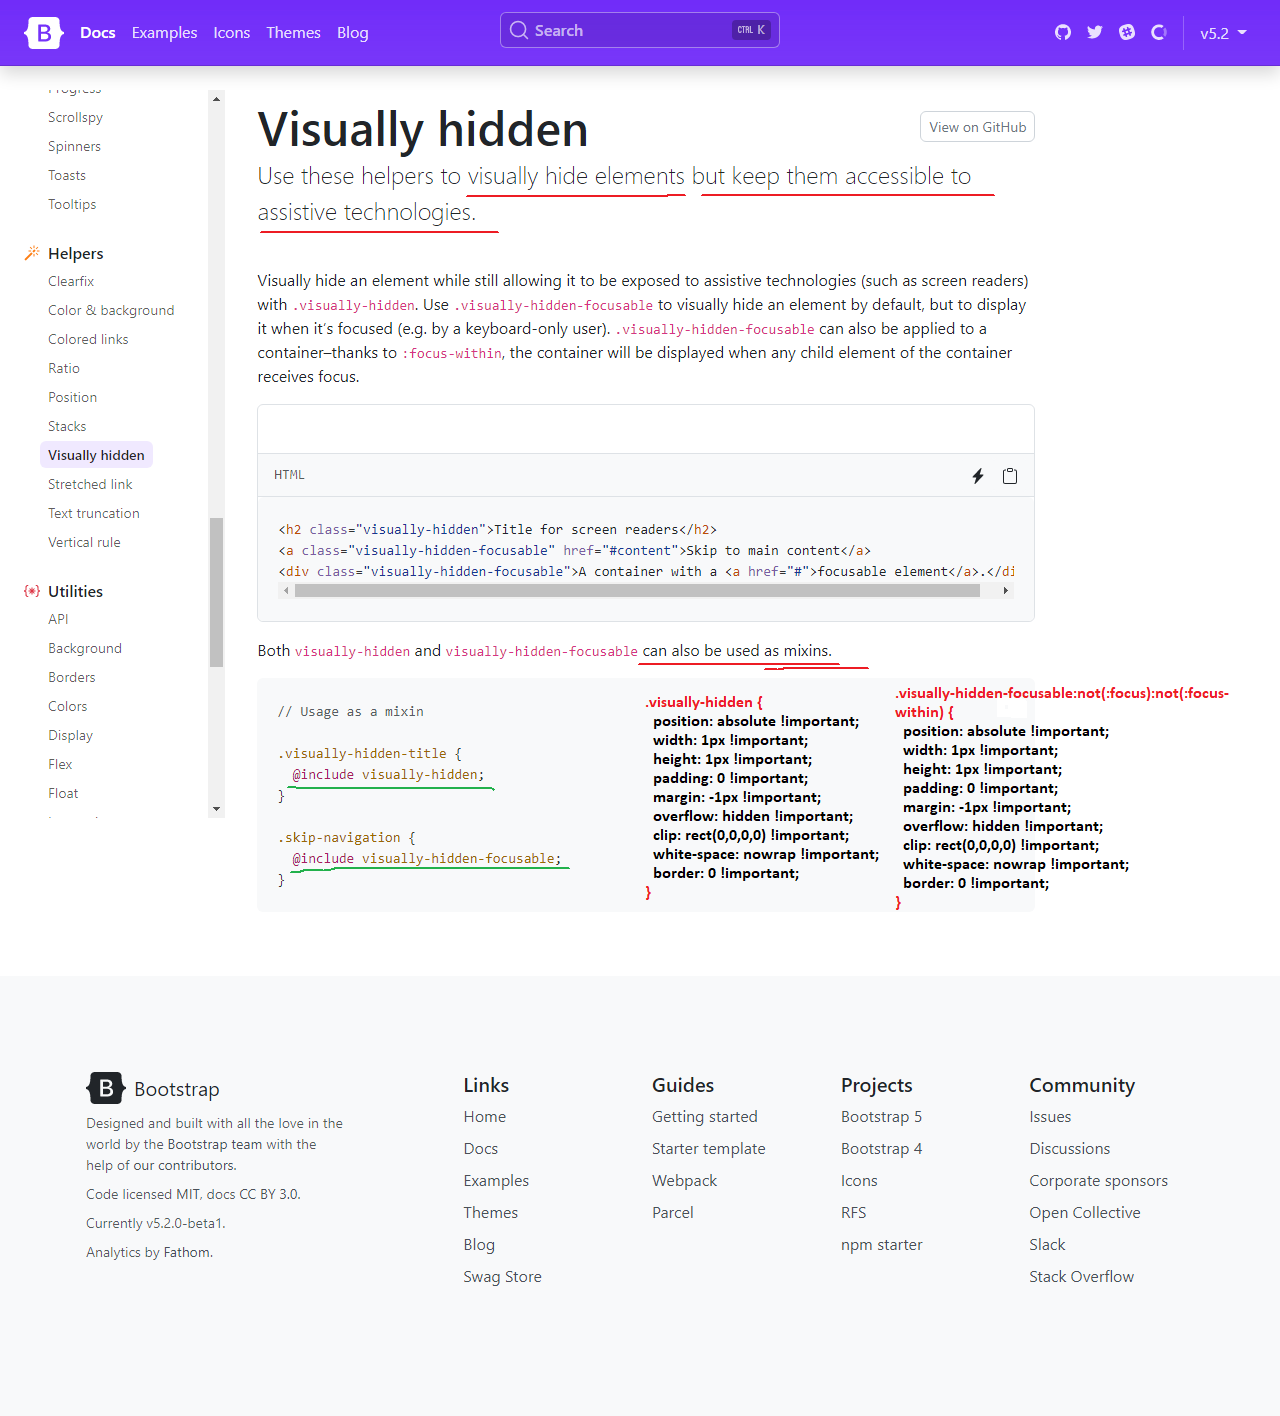 B Docs Examples Icons Themes Blog Search CTRL K v5.2
Progress
Scrollspy
Spinners
Toasts
Tooltips
Helpers
Clearfix
Color & background
Colored links
Ratio
Position
Stacks
Visually hidden
Stretched link
Text truncation
Vertical rule
Utilities
API
Background
Borders
Colors
Display
Flex
Float
Visually hidden
View on GitHub
Use these helpers to visually hide elements but keep them accessible to
assistive technologies.
Visually hide an element while still allowing it to be exposed to assistive technologies (such as screen readers)
with .visually-hidden. Use .visually-hidden-focusable to visually hide an element by default, but to display
it when it’s focused (e.g. by a keyboard-only user). .visually-hidden-focusable can also be applied to a
container–thanks to :focus-within, the container will be displayed when any child element of the container
receives focus.
HTML
<h2 class="visually-hidden">Title for screen readers</h2>
<a class="visually-hidden-focusable" href="#content">Skip to main content</a>
<div class="visually-hidden-focusable">A container with a <a href="#">focusable element</a>.</di
Both visually-hidden and visually-hidden-focusable can also be used as mixins.
// Usage as a mixin
.visually-hidden-title {
@include visually-hidden;
}
.skip-navigation {
@include visually-hidden-focusable;
}
.visually-hidden {
position: absolute !important;
width: 1px !important;
height: 1px !important;
padding: 0 !important;
margin: -1px !important;
overflow: hidden !important;
clip: rect(0,0,0,0) !important;
white-space: nowrap !important;
border: 0 !important;
}
.visually-hidden-focusable:not(:focus):not(:focus-
within) {
position: absolute !important;
width: 1px !important;
height: 1px !important;
padding: 0 !important;
margin: -1px !important;
overflow: hidden !important;
clip: rect(0,0,0,0) !important;
white-space: nowrap !important;
border: 0 !important;
}
B Bootstrap
Designed and built with all the love in the
world by the Bootstrap team with the
help of our contributors.
Code licensed MIT, docs CC BY 3.0.
Currently v5.2.0-beta1.
Analytics by Fathom.
Links
Home
Docs
Examples
Themes
Blog
Swag Store
Guides
Getting started
Starter template
Webpack
Parcel
Projects
Bootstrap 5
Bootstrap 4
Icons
RFS
npm starter
Community
Issues
Discussions
Corporate sponsors
Open Collective
Slack
Stack Overflow